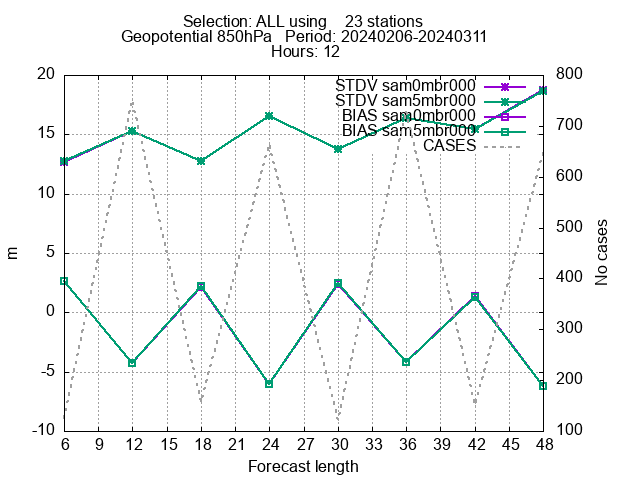 Selection: ALL using    23 stations
Geopotential 850hPa   Period: 20240206-20240311
Hours: 12
STDV sam0mbr000
STDV sam5mbr000
BIAS sam0mbr000
BIAS sam5mbr000
CASES
20
15
10
5
0
-5
-10
m
800
700
600
500
400
300
200
100
No cases
6 9 12 15 18 21 24 27 30 33 36 39 42 45 48
Forecast length